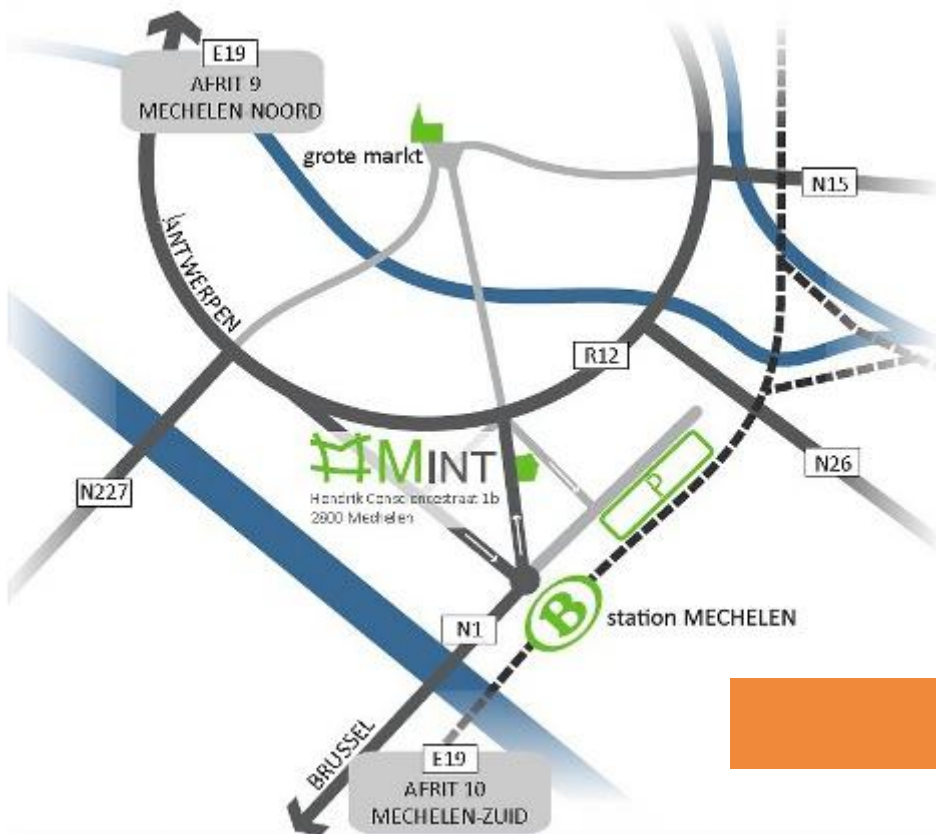 E19
AFRIT 9
MECHELEN-NOORD
grote markt
N15
ANTWERPEN
R12
MINT
Hendrik Consciencestraat 1b
2800 Mechelen
N26
N227
P
B
station MECHELEN
N1
BRUSSEL
E19
AFRIT 10
MECHELEN-ZUID